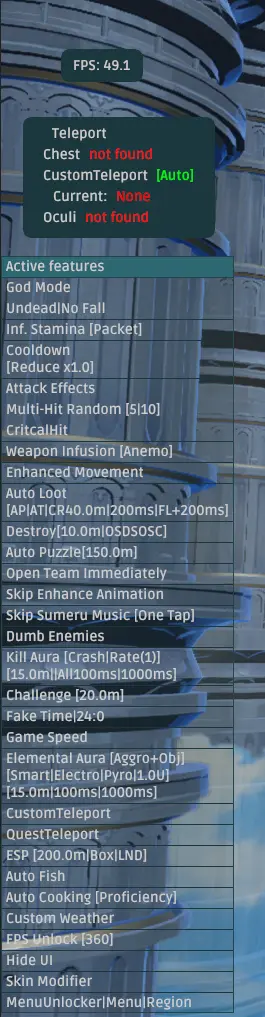 FPS: 49.1
Teleport
Chest not found
CustomTeleport [Auto]
Current: None
Oculi not found
Active features
God Mode
Undead|No Fall
Inf. Stamina [Packet]
Cooldown
[Reduce x1.0]
Attack Effects
Multi-Hit Random [5|10]
CritcalHit
Weapon Infusion [Anemo]
Enhanced Movement
Auto Loot
[AP|AT|CR40.0m|200ms|FL+200ms]
Destroy[10.0m|OSDSOSC]
Auto Puzzle[150.0m]
Open Team Immediately
Skip Enhance Animation
Skip Sumeru Music [One Tap]
Dumb Enemies
Kill Aura [Crash|Rate(1)]
[15.0m||All100ms|1000ms]
Challenge [20.0m]
Fake Time|24:0
Game Speed
Elemental Aura [Aggro+Obj]
[Smart|Electro|Pyro|1.0U]
[15.0m|100ms|1000ms]
CustomTeleport
QuestTeleport
ESP [200.0m|Box|LND]
Auto Fish
Auto Cooking [Proficiency]
Custom Weather
FPS Unlock [360]
Hide UI
Skin Modifier
MenuUnlocker|Menu|Region